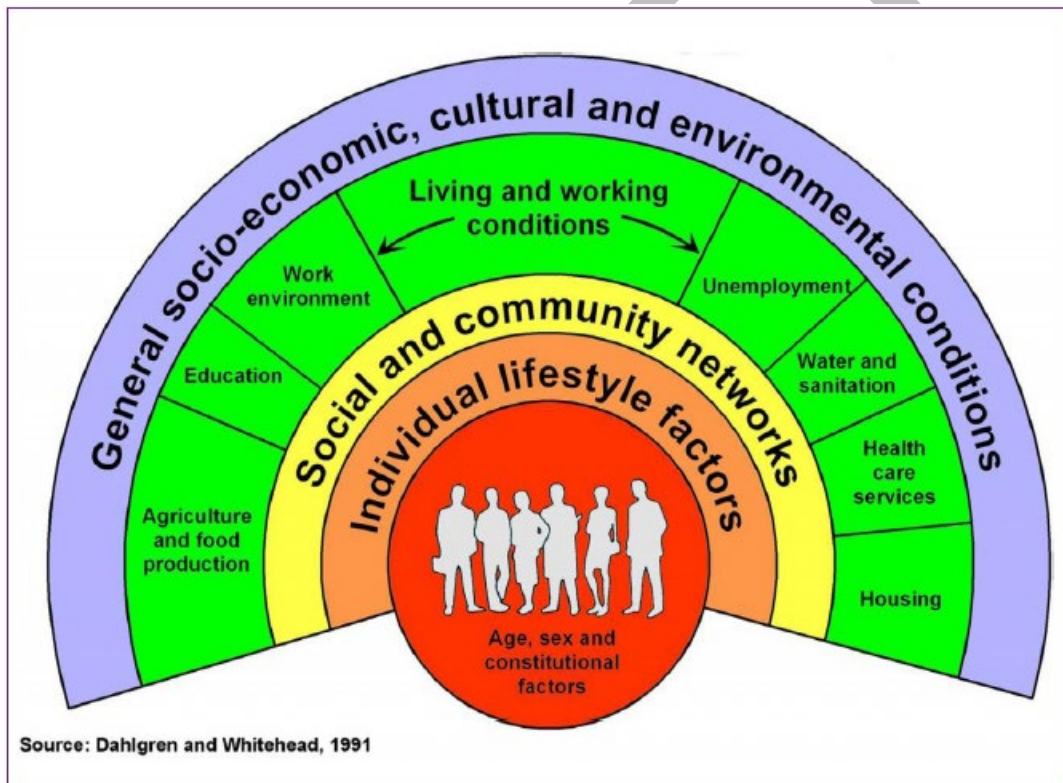 General socio-economic, cultural and environmental conditions
Living and working
conditions
Work
environment
Unemployment
Education
Water and
sanitation
Agriculture
and food
production
Health
care
services
Housing
Social and community networks
Individual lifestyle factors
Age, sex and
constitutional
factors
Source: Dahlgren and Whitehead, 1991